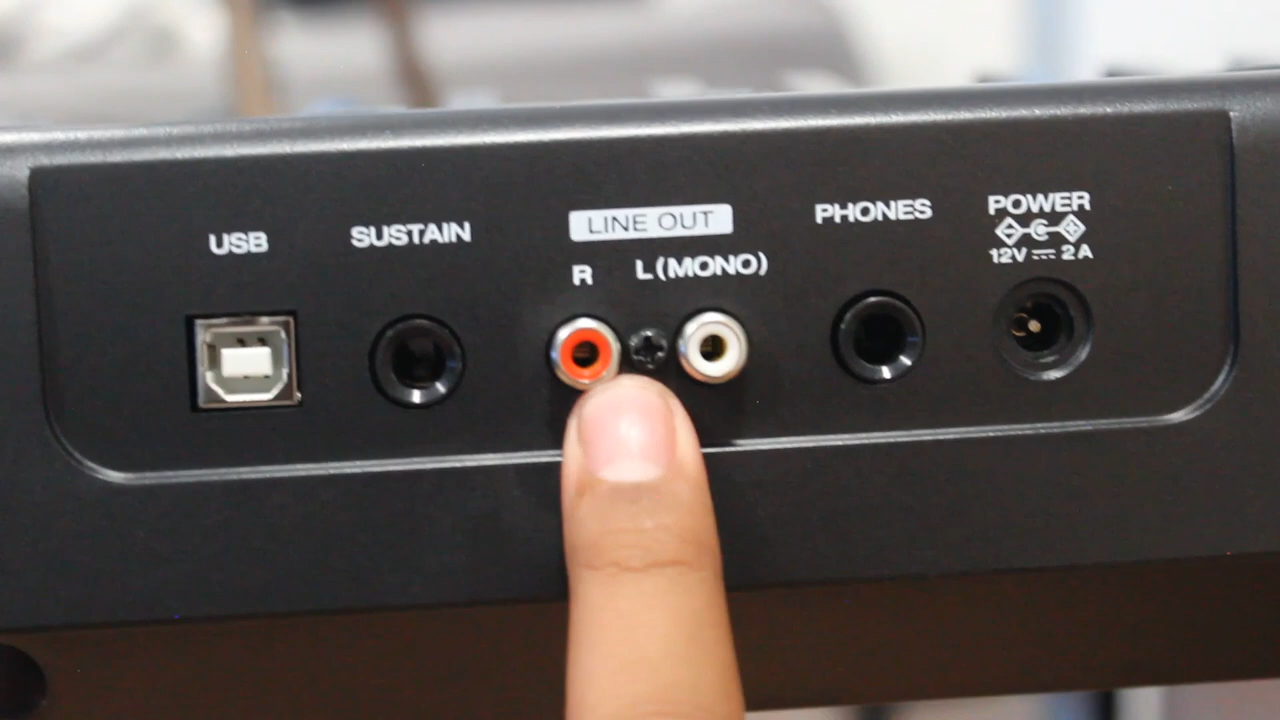 USB
SUSTAIN
LINE OUT
R
L(MONO)
PHONES
POWER
12V ⎓ 2A